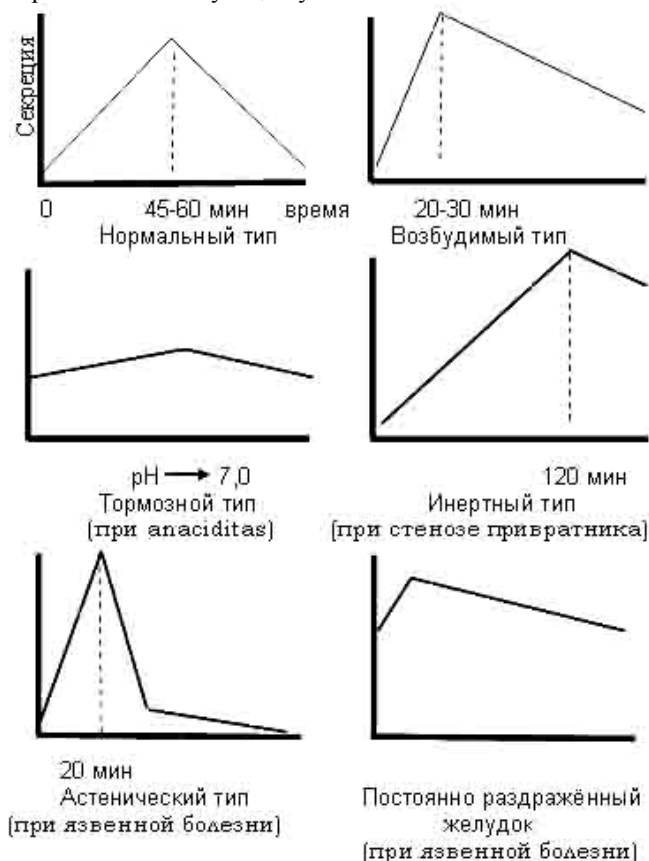 Секреция
0 45-60 мин время
Нормальный тип
20-30 мин
Возбудимый тип
pH → 7,0
Тормозной тип
(при anaciditas)
120 мин
Инертный тип
(при стенозе привратника)
20 мин
Астенический тип
(при язвенной болезни)
Постоянно раздражённый
желудок
(при язвенной болезни)